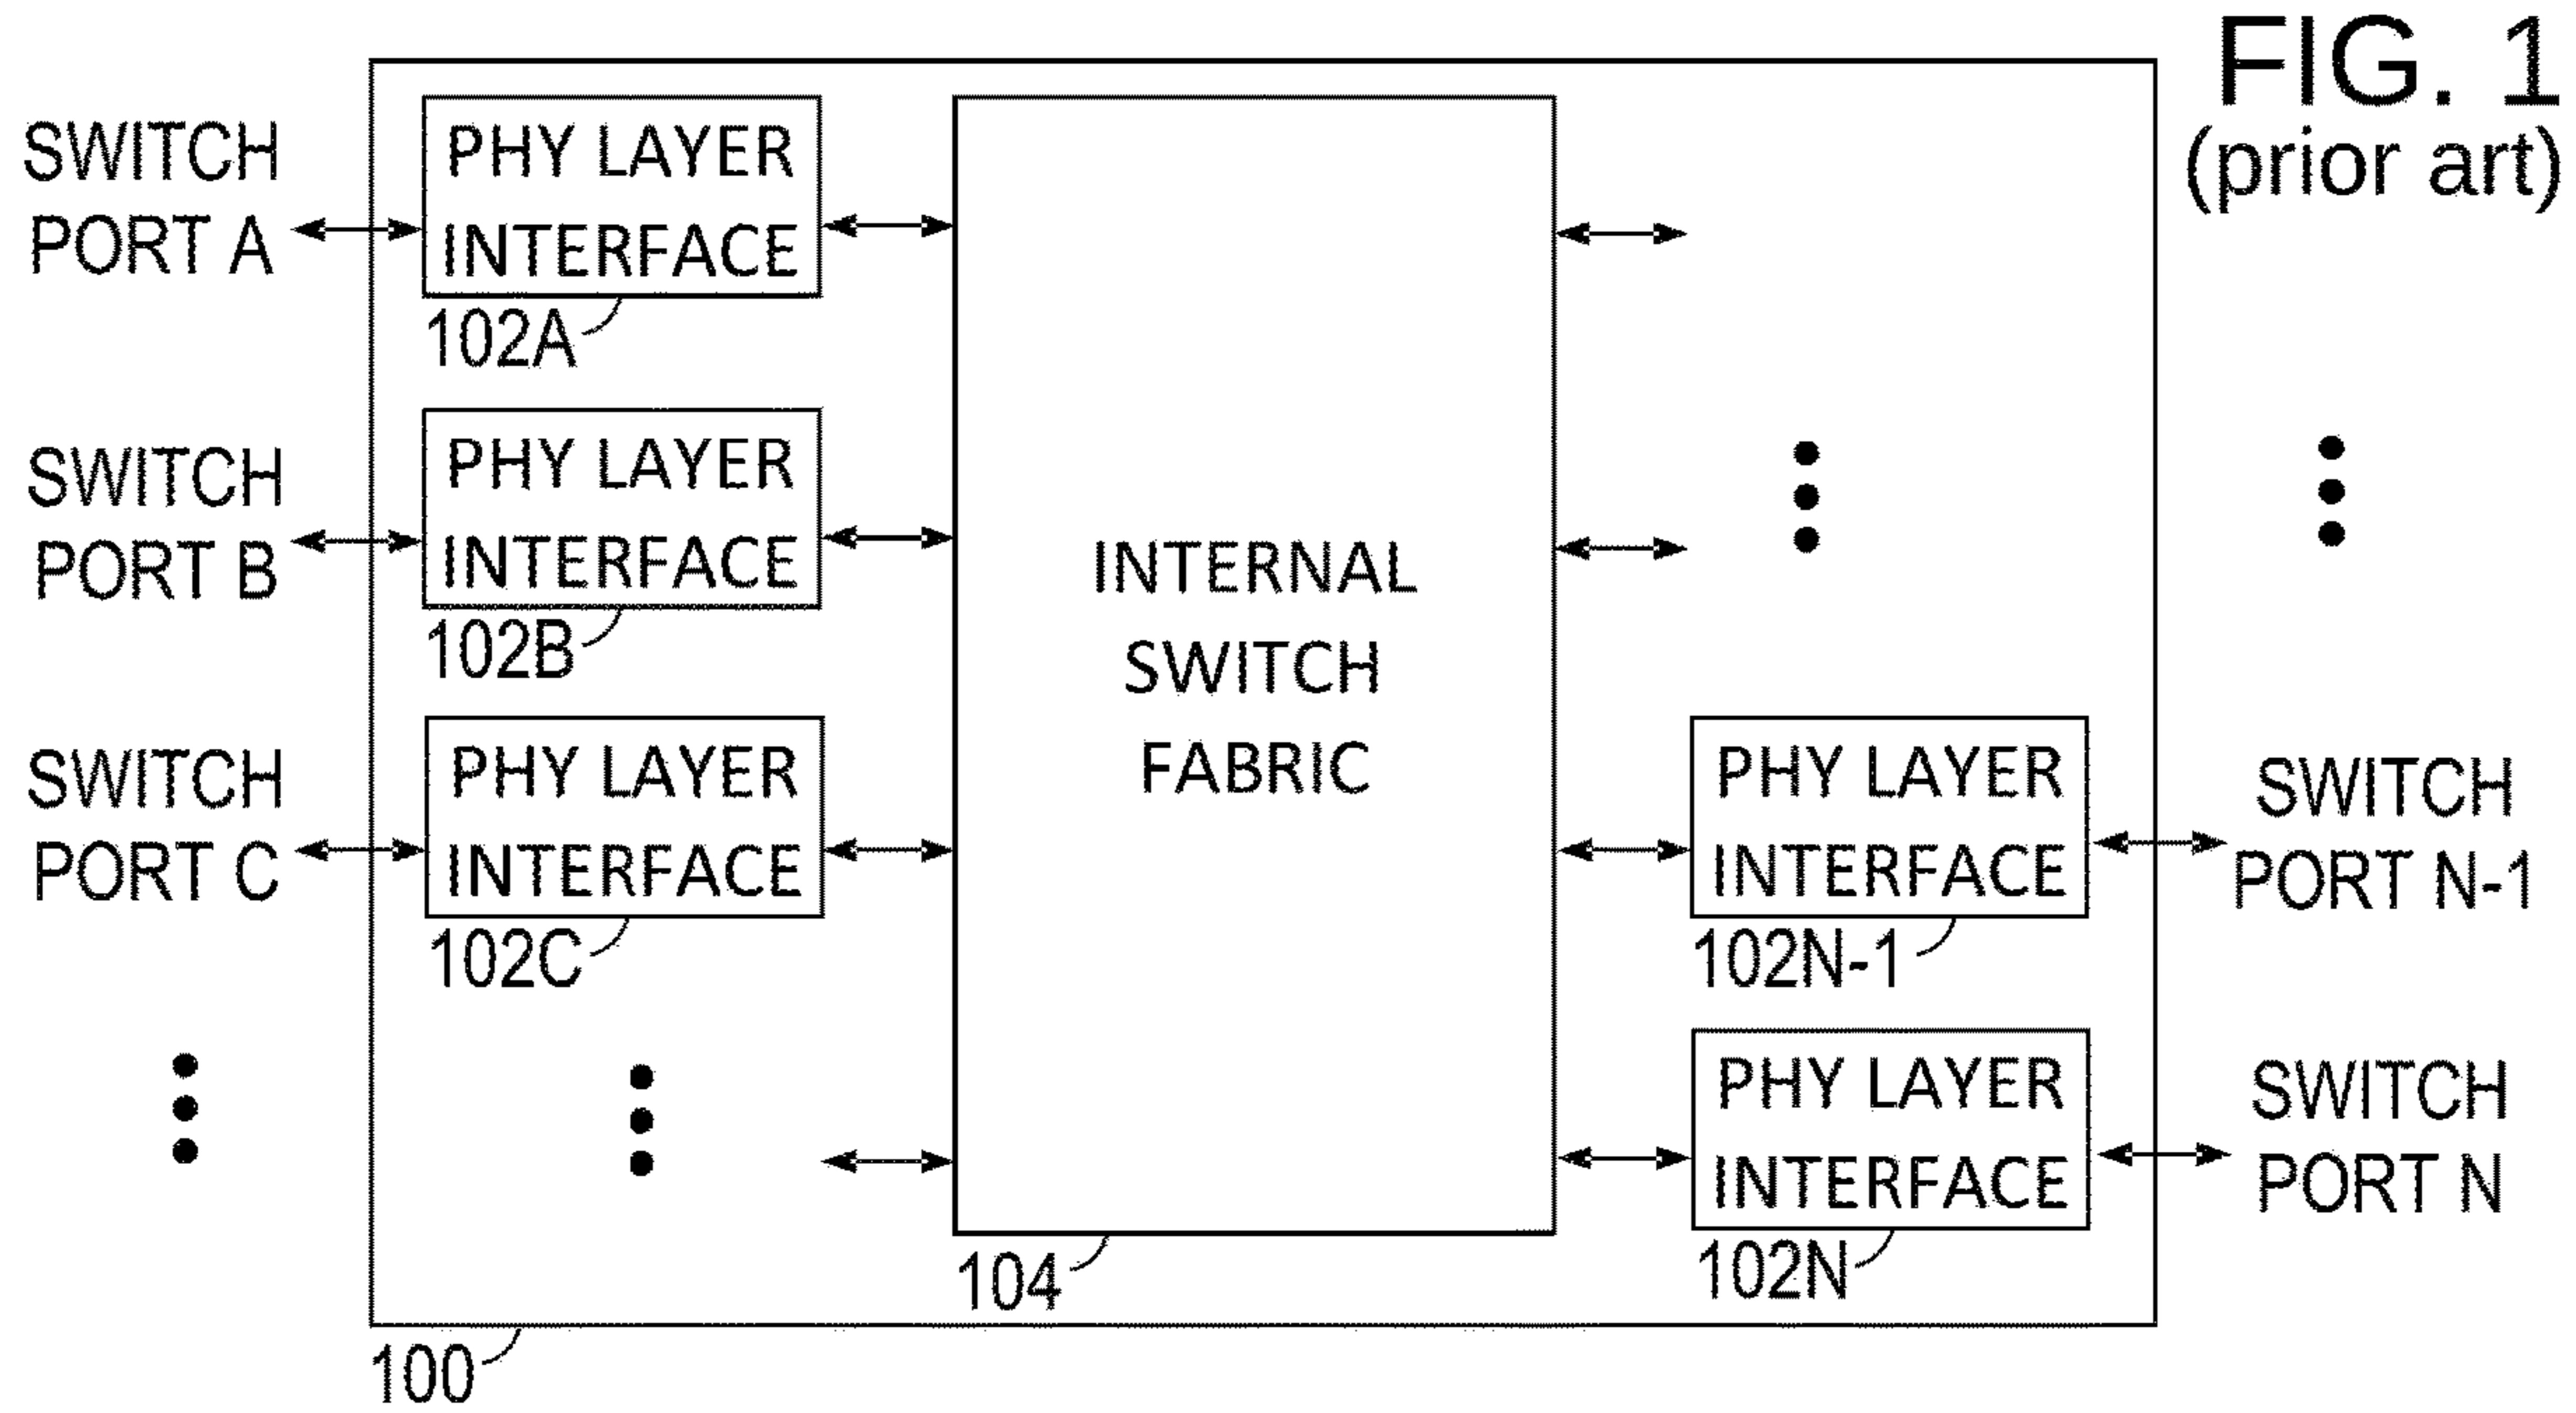 FIG. 1
(prior art)
SWITCH
PORT A
PHY LAYER
INTERFACE
102A
SWITCH
PORT B
PHY LAYER
INTERFACE
102B
SWITCH
PORT C
PHY LAYER
INTERFACE
102C
INTERNAL
SWITCH
FABRIC
104
PHY LAYER
INTERFACE
102N-1
SWITCH
PORT N-1
PHY LAYER
INTERFACE
102N
SWITCH
PORT N
100